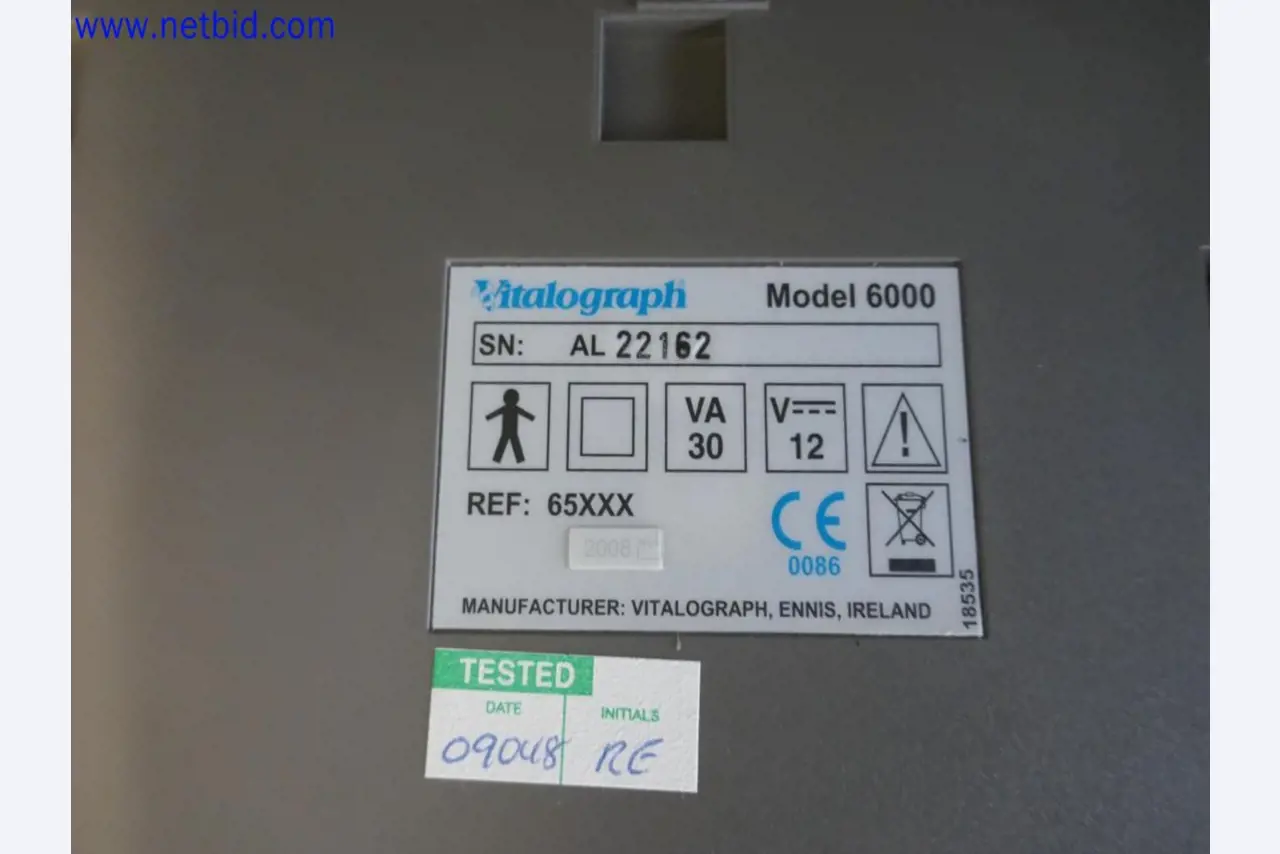 www.netbid.com
Vitalograph Model 6000
SN: AL 22162
VA 30
V 12
REF: 65XXX
CE 0086
MANUFACTURER: VITALOGRAPH, ENNIS, IRELAND
18535
TESTED
DATE INITIALS
09048 RE